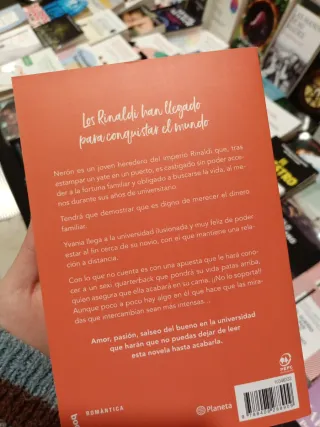 Los Rinaldi han llegado
para conquistar el mundo
Nerón es un joven heredero del imperio Rinaldi que, tras
estampar un yate en un puerto, es castigado sin poder acce-
der a la fortuna familiar y obligado a buscarse la vida, al me-
nos durante sus años de universitario.
Tendrá que demostrar que es digno de merecer el dinero
familiar.
Yvaina llega a la universidad ilusionada y muy feliz de poder
estar al fin cerca de su novio, con el que mantiene una rela-
ción a distancia.
Con lo que no cuenta es con una apuesta que le hará cono-
cer a un sexi quarterback que pondrá su vida patas arriba,
quien asegura que ella acabará en su cama. ¡¡No lo soporta!!
Aunque poco a poco hay algo en él que hace que las mira-
das que intercambian sean más intensas...
Amor, pasión, salseo del bueno en la universidad
que harán que no puedas dejar de leer
esta novela hasta acabarla.
ROMÁNTICA
Planeta
PEFC